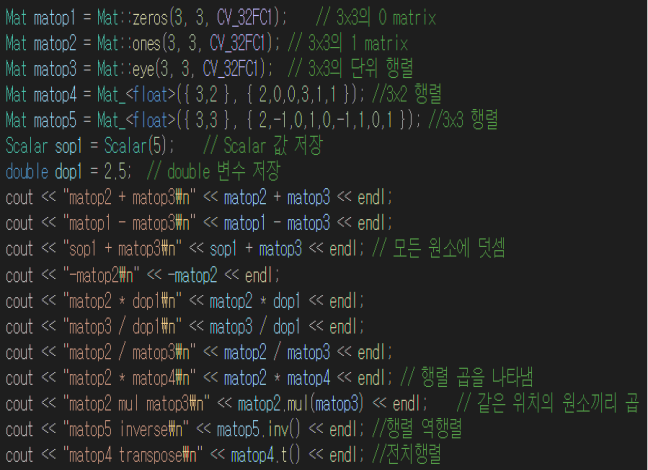 Mat matop1 = Mat::zeros(3, 3, CV_32FC1);    // 3x3의 0 matrix
Mat matop2 = Mat::ones(3, 3, CV_32FC1); // 3x3의 1 matrix
Mat matop3 = Mat::eye(3, 3, CV_32FC1);  // 3x3의 단위 행렬
Mat matop4 = Mat_<float>({ 3,2 }, { 2,0,0,3,1,1 }); //3x2 행렬
Mat matop5 = Mat_<float>({ 3,3 }, { 2,-1,0,1,0,-1,1,0,1 }); //3x3 행렬
Scalar sop1 = Scalar(5);    // Scalar 값 저장
double dop1 = 2.5;  // double 변수 저장
cout << "matop2 + matop3₩n" << matop2 + matop3 << endl;
cout << "matop1 - matop3₩n" << matop1 - matop3 << endl;
cout << "sop1 + matop3₩n" << sop1 + matop3 << endl; // 모든 원소에 덧셈
cout << "-matop2₩n" << -matop2 << endl;
cout << "matop2 * dop1₩n" << matop2 * dop1 << endl;
cout << "matop3 / dop1₩n" << matop3 / dop1 << endl;
cout << "matop2 / matop3₩n" << matop2 / matop3 << endl;
cout << "matop2 * matop4₩n" << matop2 * matop4 << endl; // 행렬 곱을 나타냄
cout << "matop2 mul matop3₩n" << matop2.mul(matop3) << endl;    // 같은 위치의 원소끼리 곱
cout << "matop5 inverse₩n" << matop5.inv() << endl; //행렬 역행렬
cout << "matop4 transpose₩n" << matop4.t() << endl; //전치행렬